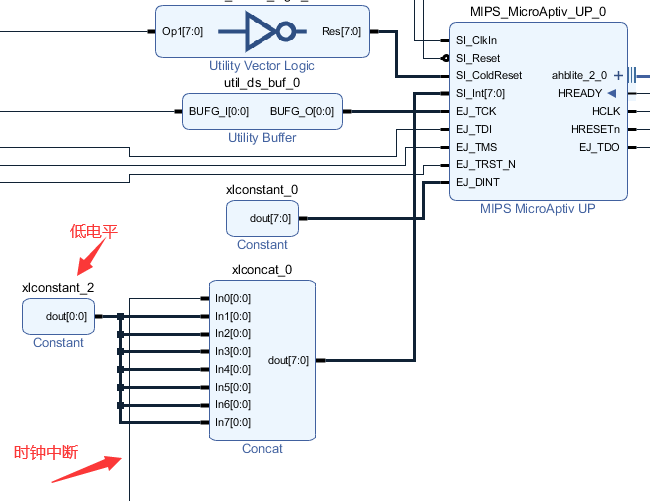 MIPS_MicroAptiv_UP_0
Op1[7:0]
Res[7:0]
Utility Vector Logic
util_ds_buf_0
BUFG_I[0:0]
BUFG_O[0:0]
Utility Buffer
SI_ClkIn
SI_Reset
SI_ColdReset
SI_Int[7:0]
EJ_TCK
EJ_TDI
EJ_TMS
EJ_TRST_N
EJ_DINT
ahblite_2_0
HREADY
HCLK
HRESETn
EJ_TDO
MIPS MicroAptiv UP
xlconstant_0
dout[7:0]
Constant
低电平
xlconstant_2
dout[0:0]
Constant
xlconcat_0
In0[0:0]
In1[0:0]
In2[0:0]
In3[0:0]
In4[0:0]
In5[0:0]
In6[0:0]
In7[0:0]
dout[7:0]
Concat
时钟中断